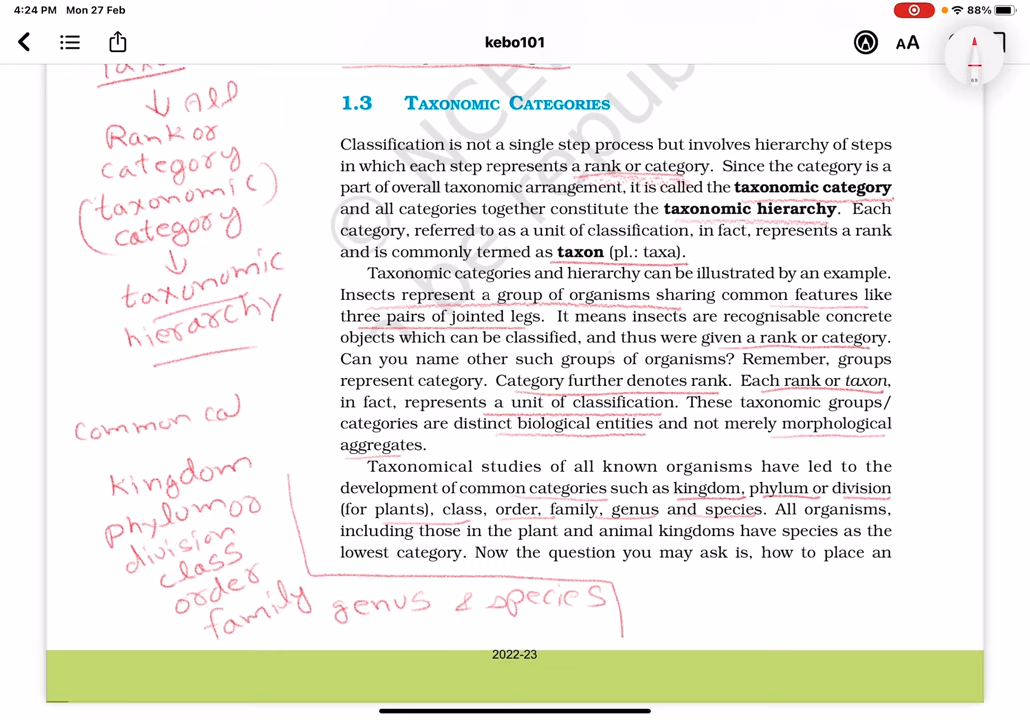 4:24 PM Mon 27 Feb
88%
kebo101
AA
All
Rank or
category
(taxonomic)
category
taxonomic
hierarchy
common cal
kingdom
phylum or
division
class
order
family genus & species
1.3 TAXONOMIC CATEGORIES
Classification is not a single step process but involves hierarchy of steps
in which each step represents a rank or category. Since the category is a
part of overall taxonomic arrangement, it is called the taxonomic category
and all categories together constitute the taxonomic hierarchy. Each
category, referred to as a unit of classification, in fact, represents a rank
and is commonly termed as taxon (pl.: taxa).
Taxonomic categories and hierarchy can be illustrated by an example.
Insects represent a group of organisms sharing common features like
three pairs of jointed legs. It means insects are recognisable concrete
objects which can be classified, and thus were given a rank or category.
Can you name other such groups of organisms? Remember, groups
represent category. Category further denotes rank. Each rank or taxon,
in fact, represents a unit of classification. These taxonomic groups/
categories are distinct biological entities and not merely morphological
aggregates.
Taxonomical studies of all known organisms have led to the
development of common categories such as kingdom, phylum or division
(for plants), class, order, family, genus and species. All organisms,
including those in the plant and animal kingdoms have species as the
lowest category. Now the question you may ask is, how to place an
2022-23